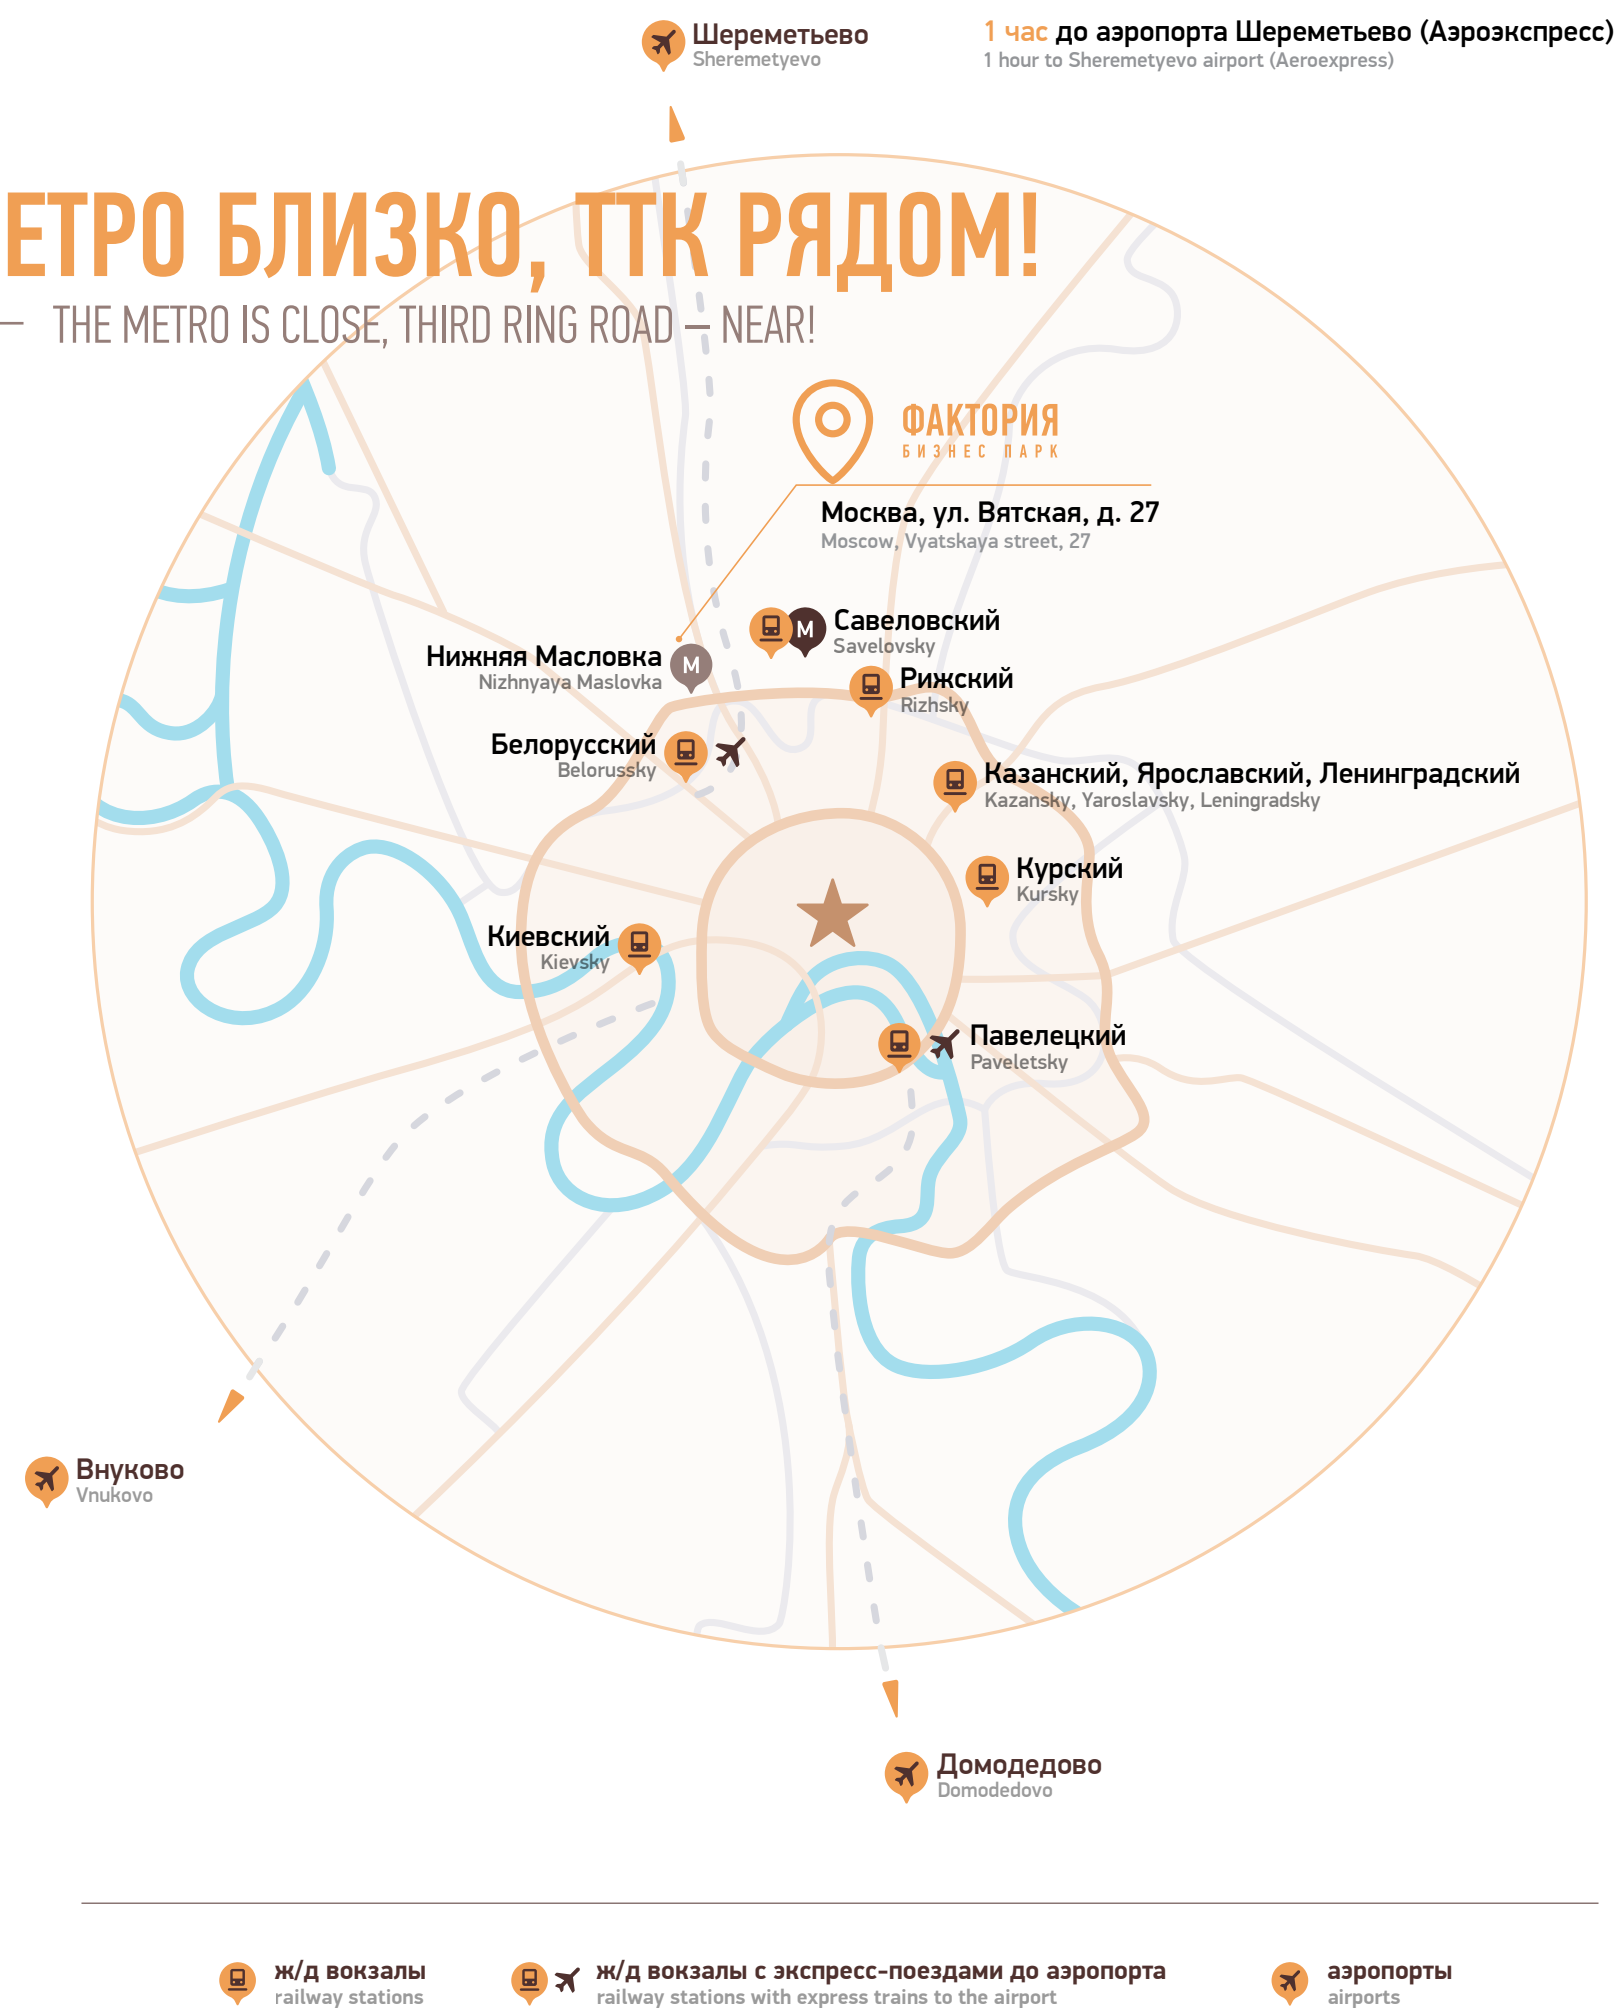 Шереметьево
Sheremetyevo
1 час до аэропорта Шереметьево (Аэроэкспресс)
1 hour to Sheremetyevo airport (Aeroexpress)
ЕТРО БЛИЗКО, ТТК РЯДОМ!
— THE METRO IS CLOSE, THIRD RING ROAD — NEAR!
ФАКТОРИЯ
БИЗНЕС ПАРК
Москва, ул. Вятская, д. 27
Moscow, Vyatskaya street, 27
М
Савеловский
Savelovsky
Нижняя Масловка
Nizhnyaya Maslovka
М
Рижский
Rizhsky
Белорусский
Belorussky
Казанский, Ярославский, Ленинградский
Kazansky, Yaroslavsky, Leningradsky
Курский
Kursky
Киевский
Kievsky
Павелецкий
Paveletsky
Внуково
Vnukovo
Домодедово
Domodedovo
ж/д вокзалы
railway stations
ж/д вокзалы с экспресс-поездами до аэропорта
railway stations with express trains to the airport
аэропорты
airports